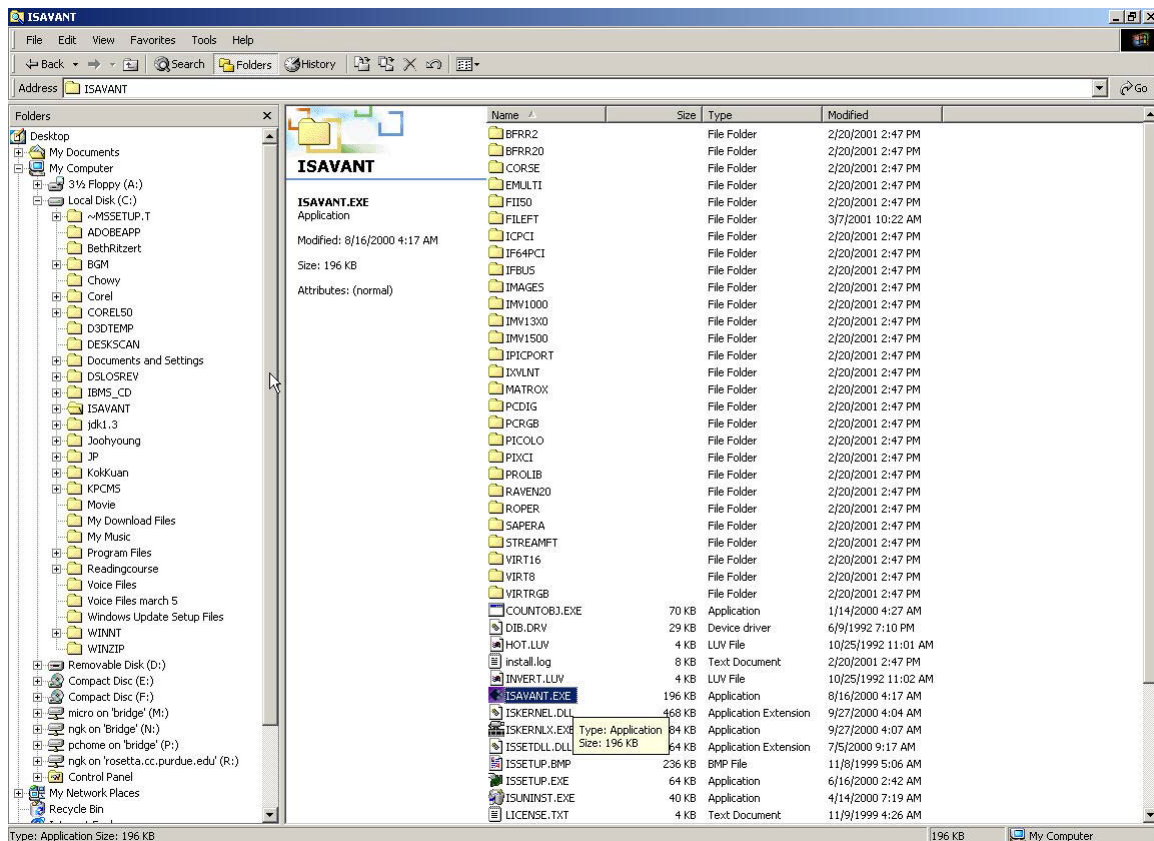 ISAVANT
File Edit View Favorites Tools Help
Back Search Folders History
Address ISAVANT Go
Folders
Desktop
My Documents
My Computer
3½ Floppy (A:)
Local Disk (C:)
~MSSETUP.T
ADOBEAPP
BethRitzert
BGM
Chowy
Corel
COREL50
D3DTEMP
DESKSCAN
Documents and Settings
DSLOSREV
IBMS_CD
ISAVANT
jdk1.3
Joohyoung
JP
KokKuan
KPCMS
Movie
My Download Files
My Music
Program Files
Readingcourse
Voice Files
Voice Files march 5
Windows Update Setup Files
WINNT
WINZIP
Removable Disk (D:)
Compact Disc (E:)
Compact Disc (F:)
micro on 'bridge' (M:)
ngk on 'Bridge' (N:)
pchome on 'bridge' (P:)
ngk on 'rosetta.cc.purdue.edu' (R:)
Control Panel
My Network Places
Recycle Bin
ISAVANT
ISAVANT.EXE
Application
Modified: 8/16/2000 4:17 AM
Size: 196 KB
Attributes: (normal)
Name Size Type Modified
BFRR2 File Folder 2/20/2001 2:47 PM
BFRR20 File Folder 2/20/2001 2:47 PM
CORSE File Folder 2/20/2001 2:47 PM
EMULTI File Folder 2/20/2001 2:47 PM
FII50 File Folder 2/20/2001 2:47 PM
FILEFT File Folder 3/7/2001 10:22 AM
ICPCI File Folder 2/20/2001 2:47 PM
IF64PCI File Folder 2/20/2001 2:47 PM
IFBUS File Folder 2/20/2001 2:47 PM
IMAGES File Folder 2/20/2001 2:47 PM
IMV1000 File Folder 2/20/2001 2:47 PM
IMV13X0 File Folder 2/20/2001 2:47 PM
IMV1500 File Folder 2/20/2001 2:47 PM
IPICPORT File Folder 2/20/2001 2:47 PM
IXVLNT File Folder 2/20/2001 2:47 PM
MATROX File Folder 2/20/2001 2:47 PM
PCDIG File Folder 2/20/2001 2:47 PM
PCRGB File Folder 2/20/2001 2:47 PM
PICOLO File Folder 2/20/2001 2:47 PM
PIXCI File Folder 2/20/2001 2:47 PM
PROLIB File Folder 2/20/2001 2:47 PM
RAVEN20 File Folder 2/20/2001 2:47 PM
ROPER File Folder 2/20/2001 2:47 PM
SAPERA File Folder 2/20/2001 2:47 PM
STREAMFT File Folder 2/20/2001 2:47 PM
VIRT16 File Folder 2/20/2001 2:47 PM
VIRT8 File Folder 2/20/2001 2:47 PM
VIRTRGB File Folder 2/20/2001 2:47 PM
COUNTOBJ.EXE 70 KB Application 1/14/2000 4:27 AM
DIB.DRV 29 KB Device driver 6/9/1992 7:10 PM
HOT.LUV 4 KB LUV File 10/25/1992 11:01 AM
install.log 8 KB Text Document 2/20/2001 2:47 PM
INVERT.LUV 4 KB LUV File 10/25/1992 11:02 AM
ISAVANT.EXE 196 KB Application 8/16/2000 4:17 AM
ISKERNEL.DLL 468 KB Application Extension 9/27/2000 4:04 AM
ISKERNLX.EXE 84 KB Application 9/27/2000 4:07 AM
ISSETDLL.DLL 64 KB Application Extension 7/5/2000 9:17 AM
ISSETUP.BMP 236 KB BMP File 11/8/1999 5:06 AM
ISSETUP.EXE 64 KB Application 6/16/2000 2:42 AM
ISUNINST.EXE 40 KB Application 4/14/2000 7:19 AM
LICENSE.TXT 4 KB Text Document 11/9/1999 4:26 AM
Type: Application
Size: 196 KB
Type: Application Size: 196 KB 196 KB My Computer